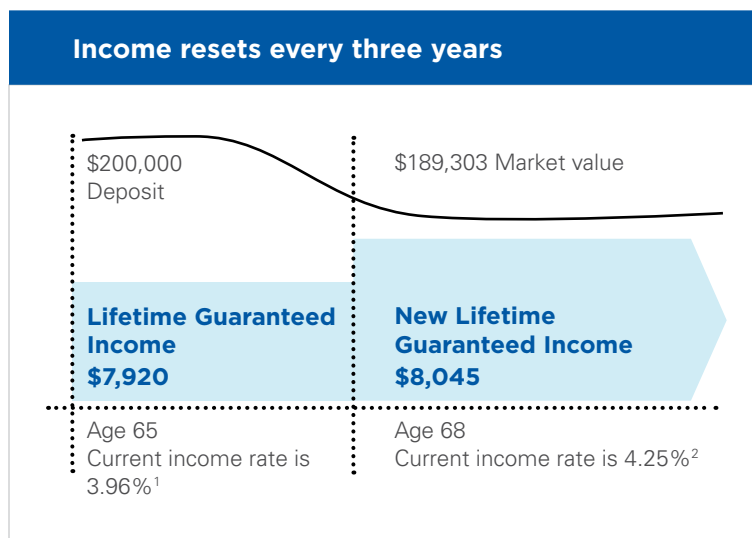 Income resets every three years
$200,000
Deposit
$189,303 Market value
Lifetime Guaranteed
Income
$7,920
New Lifetime
Guaranteed Income
$8,045
Age 65
Current income rate is
3.96%¹
Age 68
Current income rate is 4.25%²